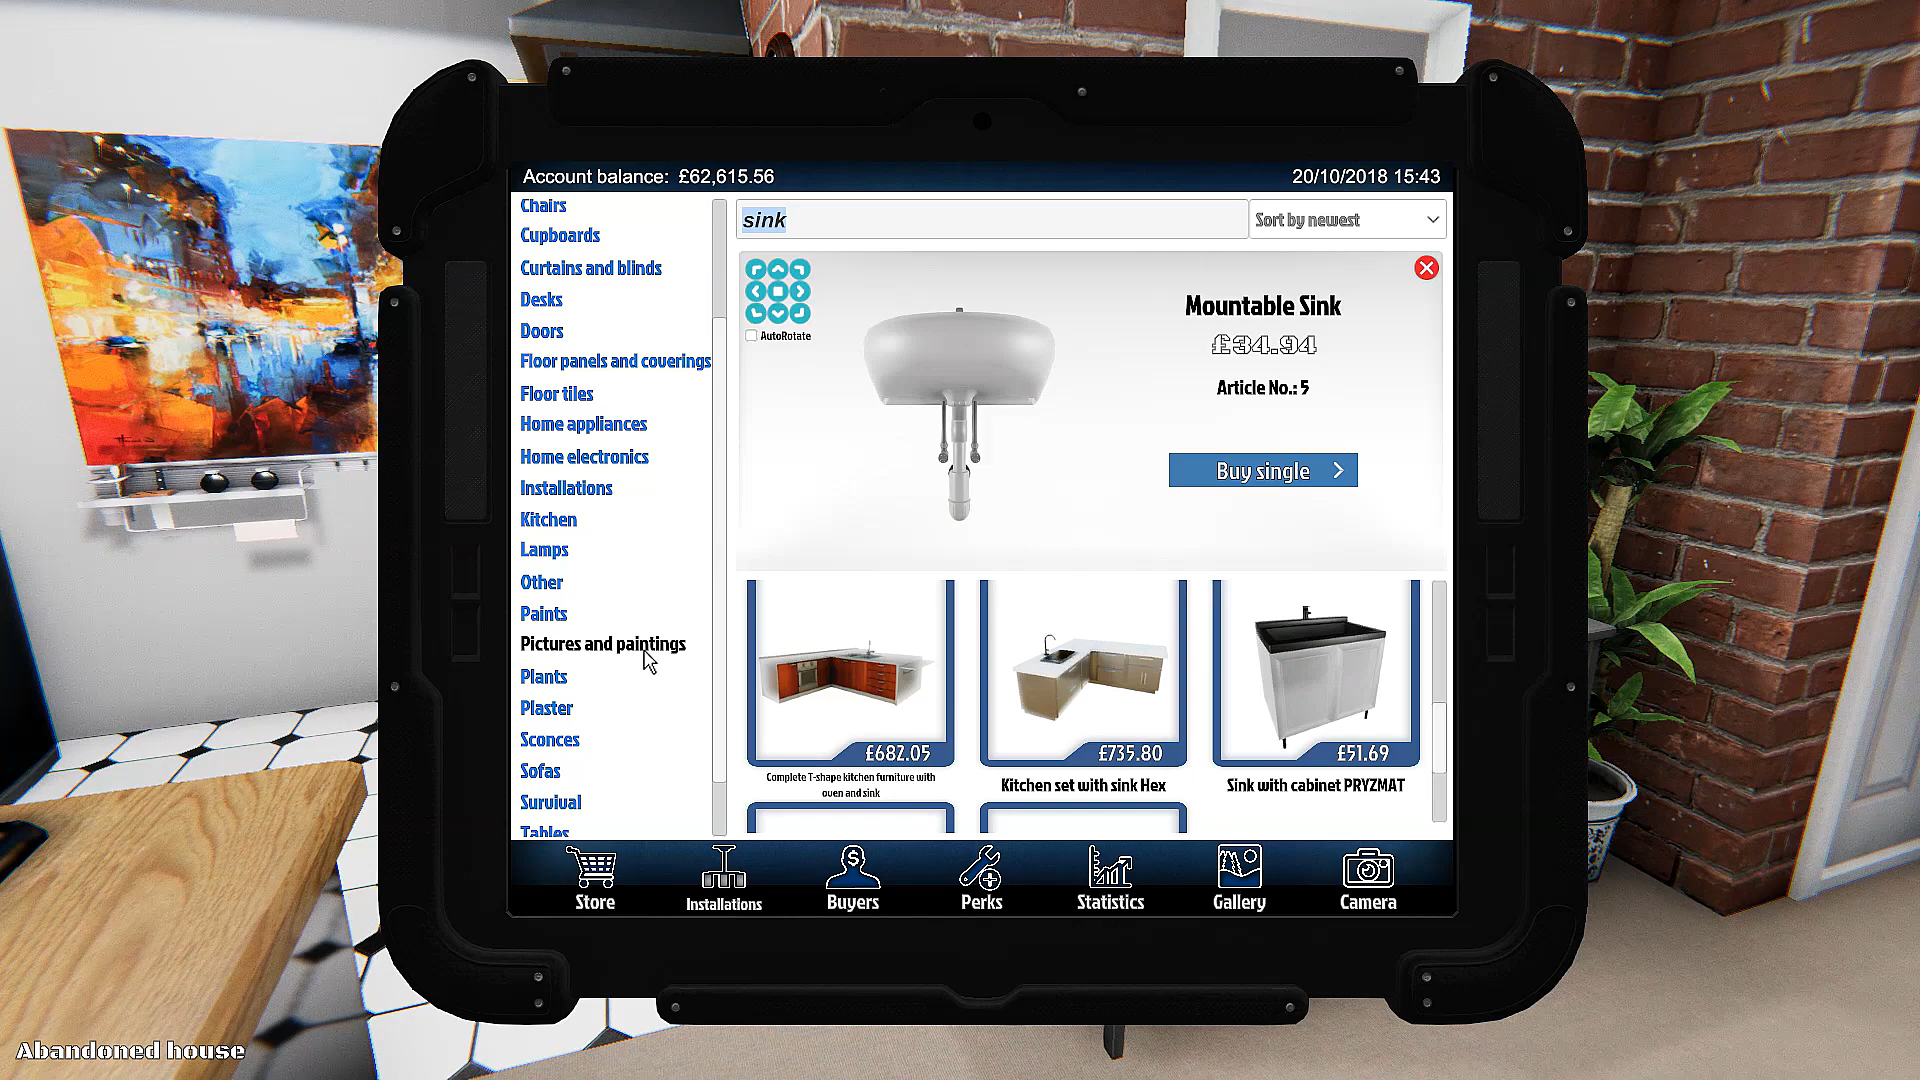 Account balance: £62,615.56
20/10/2018 15:43
Chairs
Cupboards
Curtains and blinds
Desks
Doors
Floor panels and coverings
Floor tiles
Home appliances
Home electronics
Installations
Kitchen
Lamps
Other
Paints
Pictures and paintings
Plants
Plaster
Sconces
Sofas
Survival
Tables
sink
Sort by newest
AutoRotate
Mountable Sink
£34.94
Article No.: 5
Buy single
£682.05
Complete T-shape kitchen furniture with
oven and sink
£735.80
Kitchen set with sink Hex
£51.69
Sink with cabinet PRYZMAT
Store
Installations
Buyers
Perks
Statistics
Gallery
Camera
Abandoned house